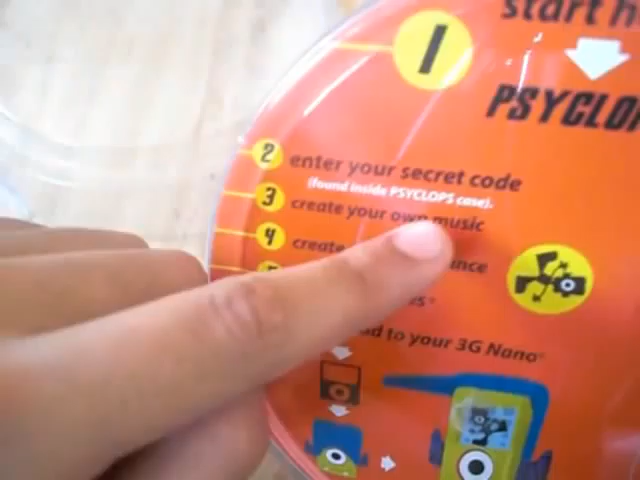 start h
1
PSYCLOP
2 enter your secret code
(found inside PSYCLOPS case).
3 create your own music
4 create
to your 3G Nano